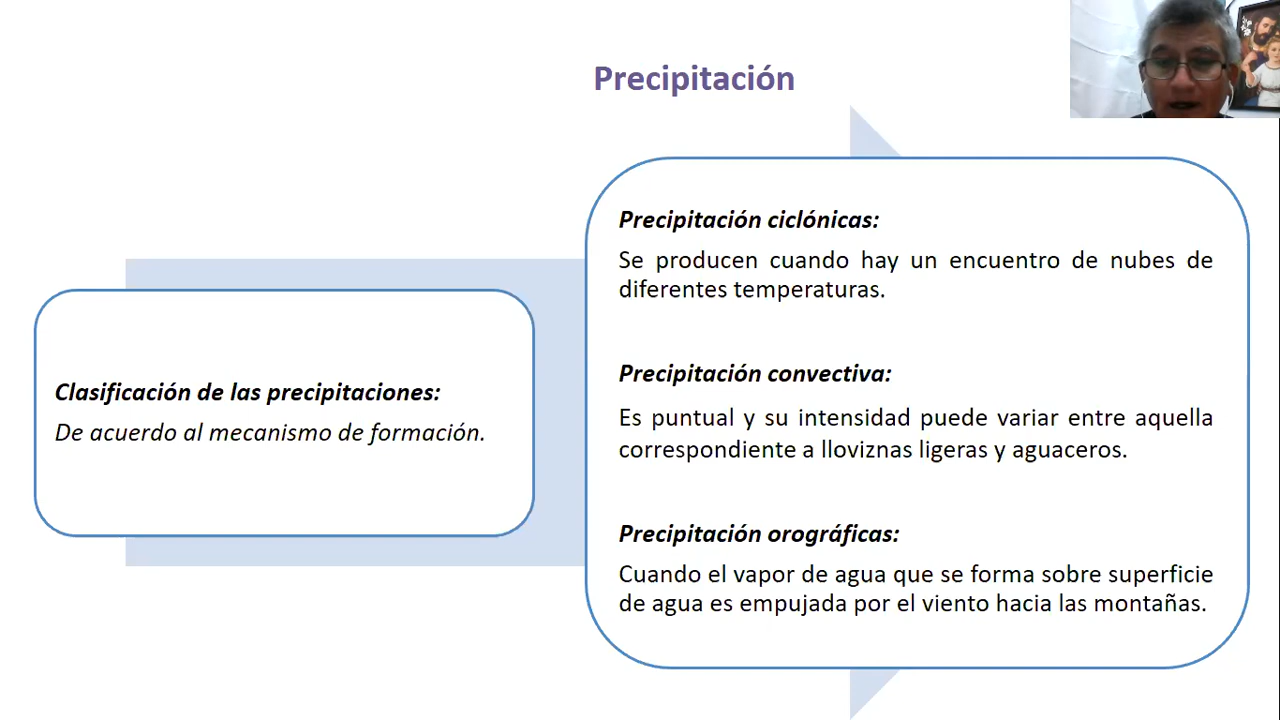 Precipitación
Clasificación de las precipitaciones:
De acuerdo al mecanismo de formación.
Precipitación ciclónicas:
Se producen cuando hay un encuentro de nubes de
diferentes temperaturas.
Precipitación convectiva:
Es puntual y su intensidad puede variar entre aquella
correspondiente a lloviznas ligeras y aguaceros.
Precipitación orográficas:
Cuando el vapor de agua que se forma sobre superficie
de agua es empujada por el viento hacia las montañas.